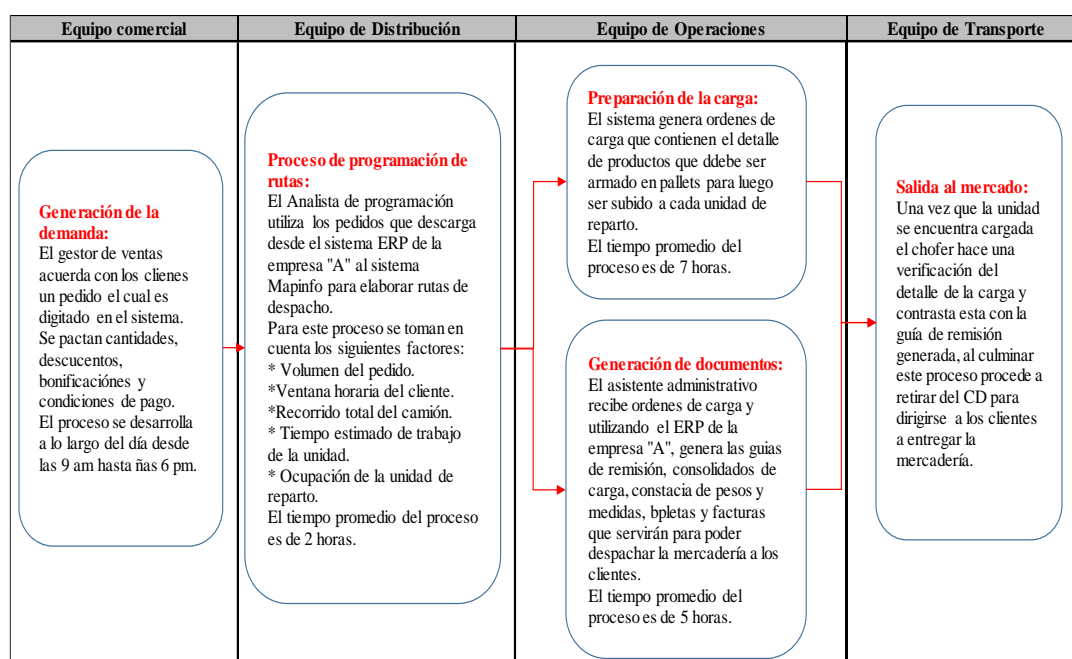 Equipo comercial
Equipo de Distribución
Equipo de Operaciones
Equipo de Transporte
Generación de la
demanda:
El gestor de ventas
acuerda con los clienes
un pedido el cual es
digitado en el sistema.
Se pactan cantidades,
descucentos,
bonificaciónes y
condiciones de pago.
El proceso se desarrolla
a lo largo del día desde
las 9 am hasta ñas 6 pm.
Proceso de programación de
rutas:
El Analista de programación
utiliza los pedidos que descarga
desde el sistema ERP de la
empresa "A" al sistema
Mapinfo para elaborar rutas de
despacho.
Para este proceso se toman en
cuenta los siguientes factores:
* Volumen del pedido.
*Ventana horaria del cliente.
*Recorrido total del camión.
* Tiempo estimado de trabajo
de la unidad.
* Ocupación de la unidad de
reparto.
El tiempo promedio del proceso
es de 2 horas.
Preparación de la carga:
El sistema genera ordenes de
carga que contienen el detalle
de productos que ddebe ser
armado en pallets para luego
ser subido a cada unidad de
reparto.
El tiempo promedio del
proceso es de 7 horas.
Generación de documentos:
El asistente administrativo
recibe ordenes de carga y
utilizando el ERP de la
empresa "A", genera las guias
de remisión, consolidados de
carga, constacia de pesos y
medidas, bpletas y facturas
que servirán para poder
despachar la mercadería a los
clientes.
El tiempo promedio del
proceso es de 5 horas.
Salida al mercado:
Una vez que la unidad
se encuentra cargada
el chofer hace una
verificación del
detalle de la carga y
contrasta esta con la
guía de remisión
generada, al culminar
este proceso procede a
retirar del CD para
dirigirse a los clientes
a entregar la
mercadería.